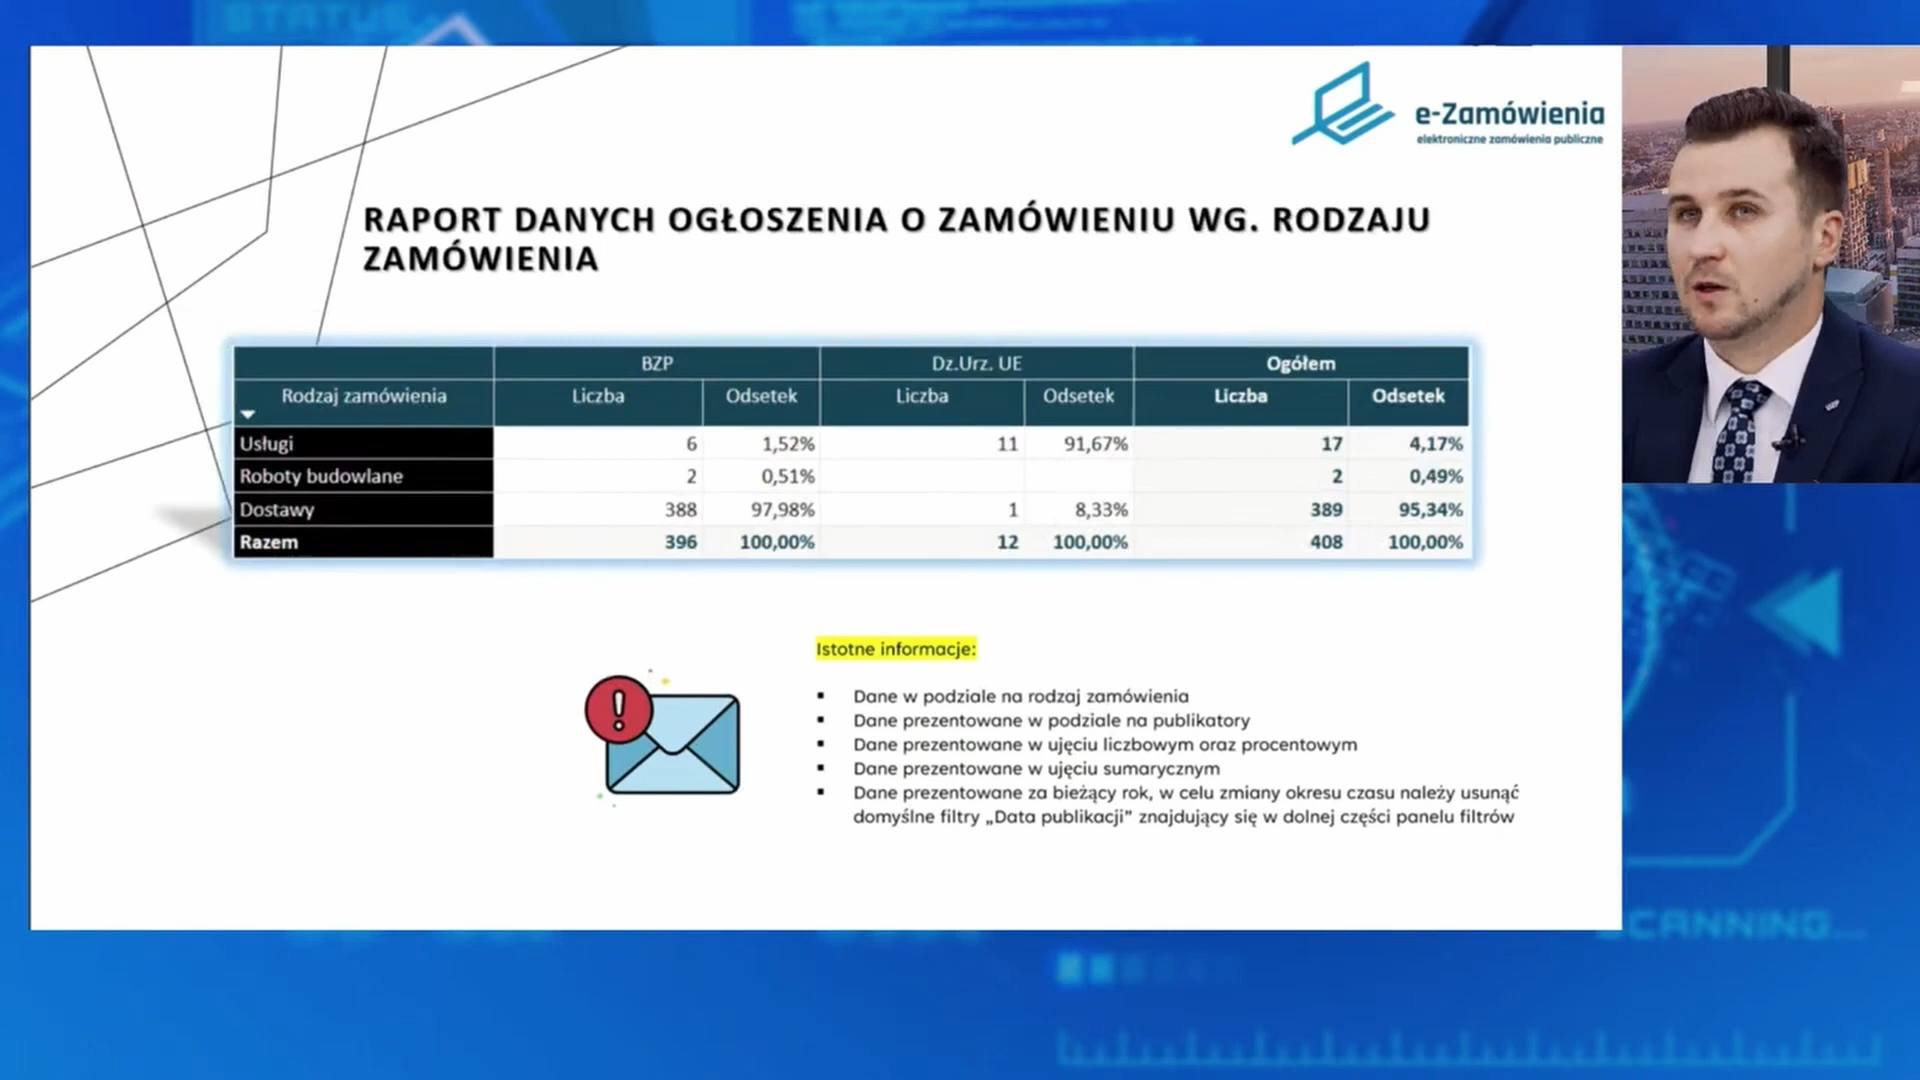 STATUS
e-Zamówienia
elektroniczne zamówienia publiczne
RAPORT DANYCH OGŁOSZENIA O ZAMÓWIENIU WG. RODZAJU
ZAMÓWIENIA
BZP Dz.Urz. UE Ogółem
Rodzaj zamówienia Liczba Odsetek Liczba Odsetek Liczba Odsetek
Usługi 6 1,52% 11 91,67% 17 4,17%
Roboty budowlane 2 0,51% 2 0,49%
Dostawy 388 97,98% 1 8,33% 389 95,34%
Razem 396 100,00% 12 100,00% 408 100,00%
Istotne informacje:
▪ Dane w podziale na rodzaj zamówienia
▪ Dane prezentowane w podziale na publikatory
▪ Dane prezentowane w ujęciu liczbowym oraz procentowym
▪ Dane prezentowane w ujęciu sumarycznym
▪ Dane prezentowane za bieżący rok, w celu zmiany okresu czasu należy usunąć
domyślne filtry „Data publikacji” znajdujący się w dolnej części panelu filtrów
SCANNING...